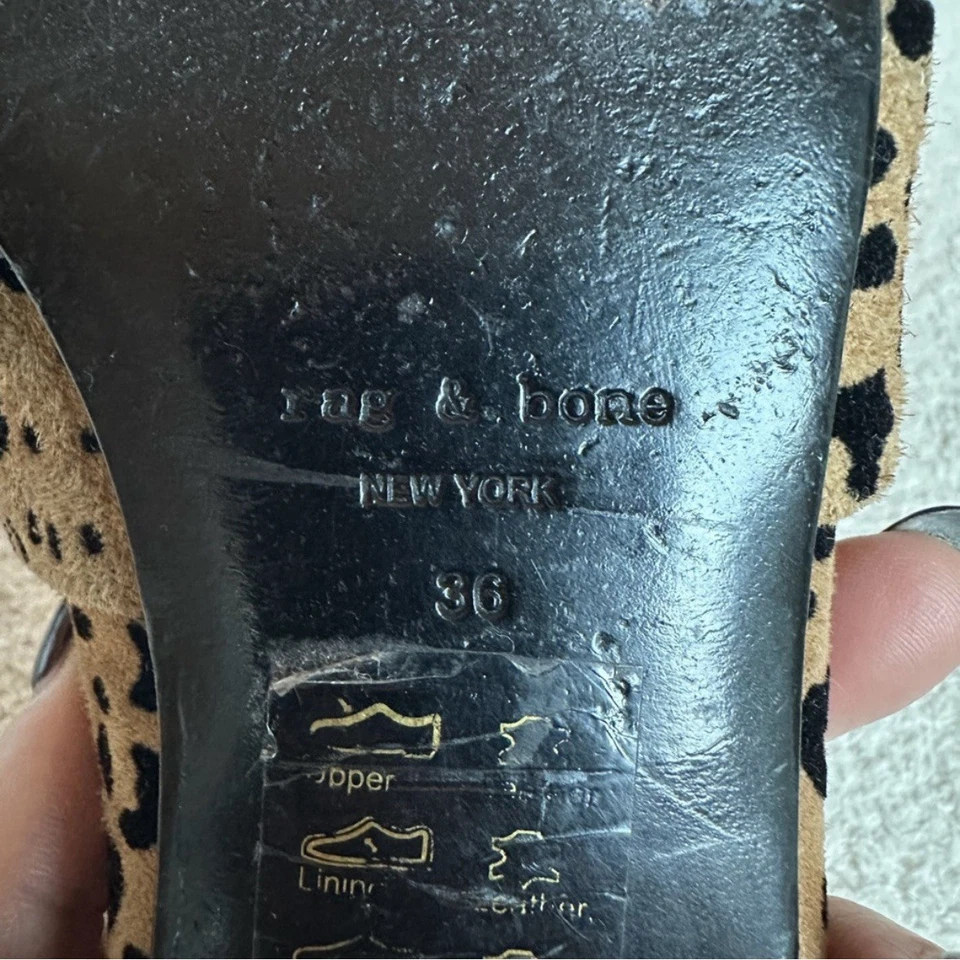 rag & bone
NEW YORK
36
Upper
Lining
Leather